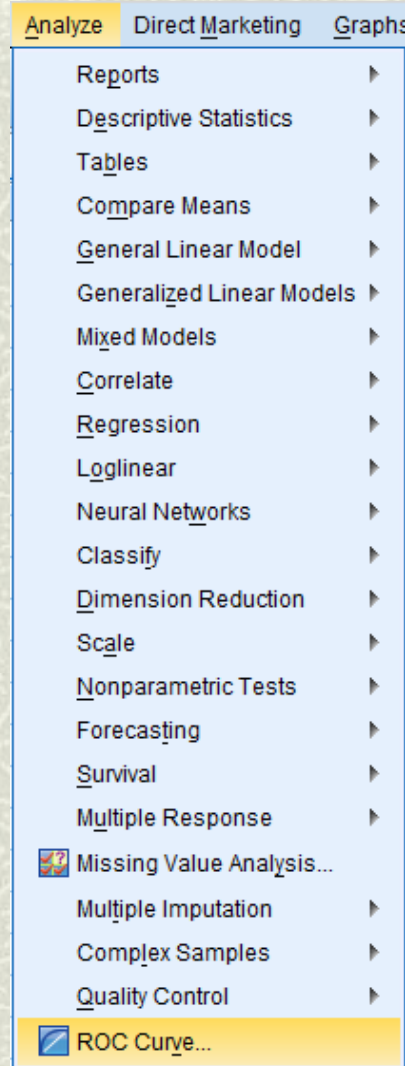 Analyze Direct Marketing Graphs
Reports
Descriptive Statistics
Tables
Compare Means
General Linear Model
Generalized Linear Models
Mixed Models
Correlate
Regression
Loglinear
Neural Networks
Classify
Dimension Reduction
Scale
Nonparametric Tests
Forecasting
Survival
Multiple Response
Missing Value Analysis...
Multiple Imputation
Complex Samples
Quality Control
ROC Curve...